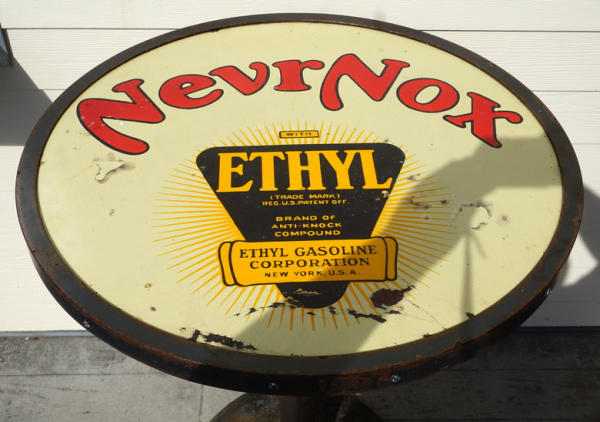 NevrNox
WITH
ETHYL
(TRADE MARK)
REG. U.S. PATENT OFF.
BRAND OF
ANTI-KNOCK
COMPOUND
ETHYL GASOLINE
CORPORATION
NEW YORK, U.S.A.